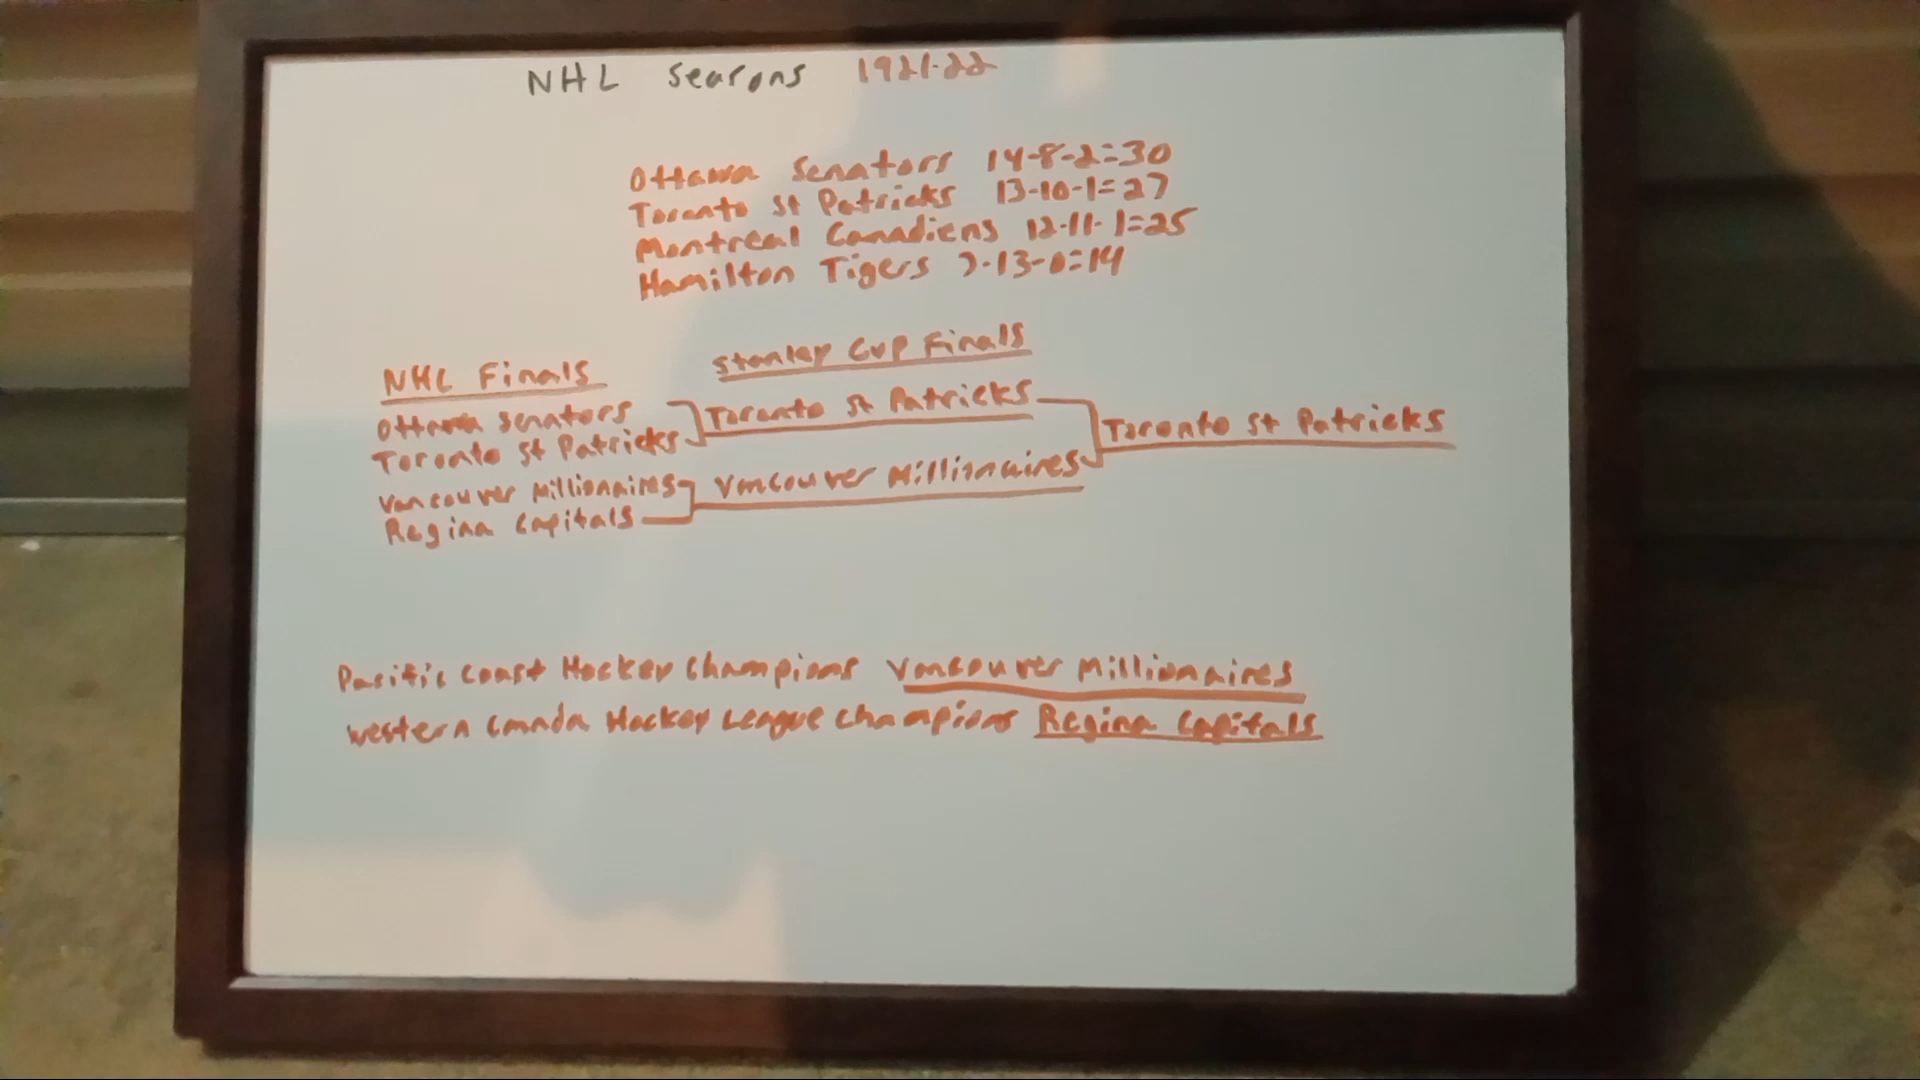 NHL Seasons 1921-22
Ottawa Senators 14-8-2=30
Toronto St Patricks 13-10-1=27
Montreal Canadiens 12-11-1=25
Hamilton Tigers 7-13-0=14
NHL Finals
Stanley Cup Finals
Ottawa Senators
Toronto St Patricks
Vancouver Millionaires
Regina Capitals
Toronto St Patricks
Vancouver Millionaires
Toronto St Patricks
Pacific Coast Hockey Champions Vancouver Millionaires
Western Canada Hockey League Champions Regina Capitals